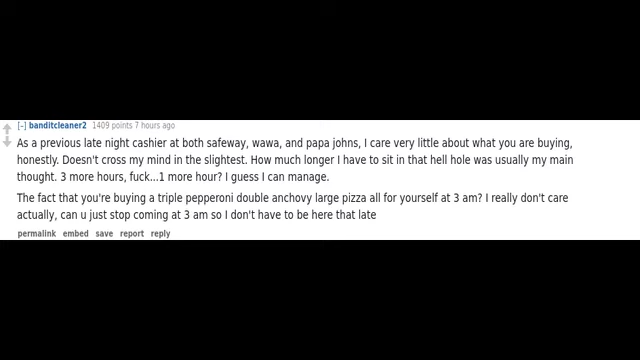 [-] banditcleaner2 1409 points 7 hours ago
As a previous late night cashier at both safeway, wawa, and papa johns, I care very little about what you are buying,
honestly. Doesn't cross my mind in the slightest. How much longer I have to sit in that hell hole was usually my main
thought. 3 more hours, fuck...1 more hour? I guess I can manage.
The fact that you're buying a triple pepperoni double anchovy large pizza all for yourself at 3 am? I really don't care
actually, can u just stop coming at 3 am so I don't have to be here that late
permalink embed save report reply